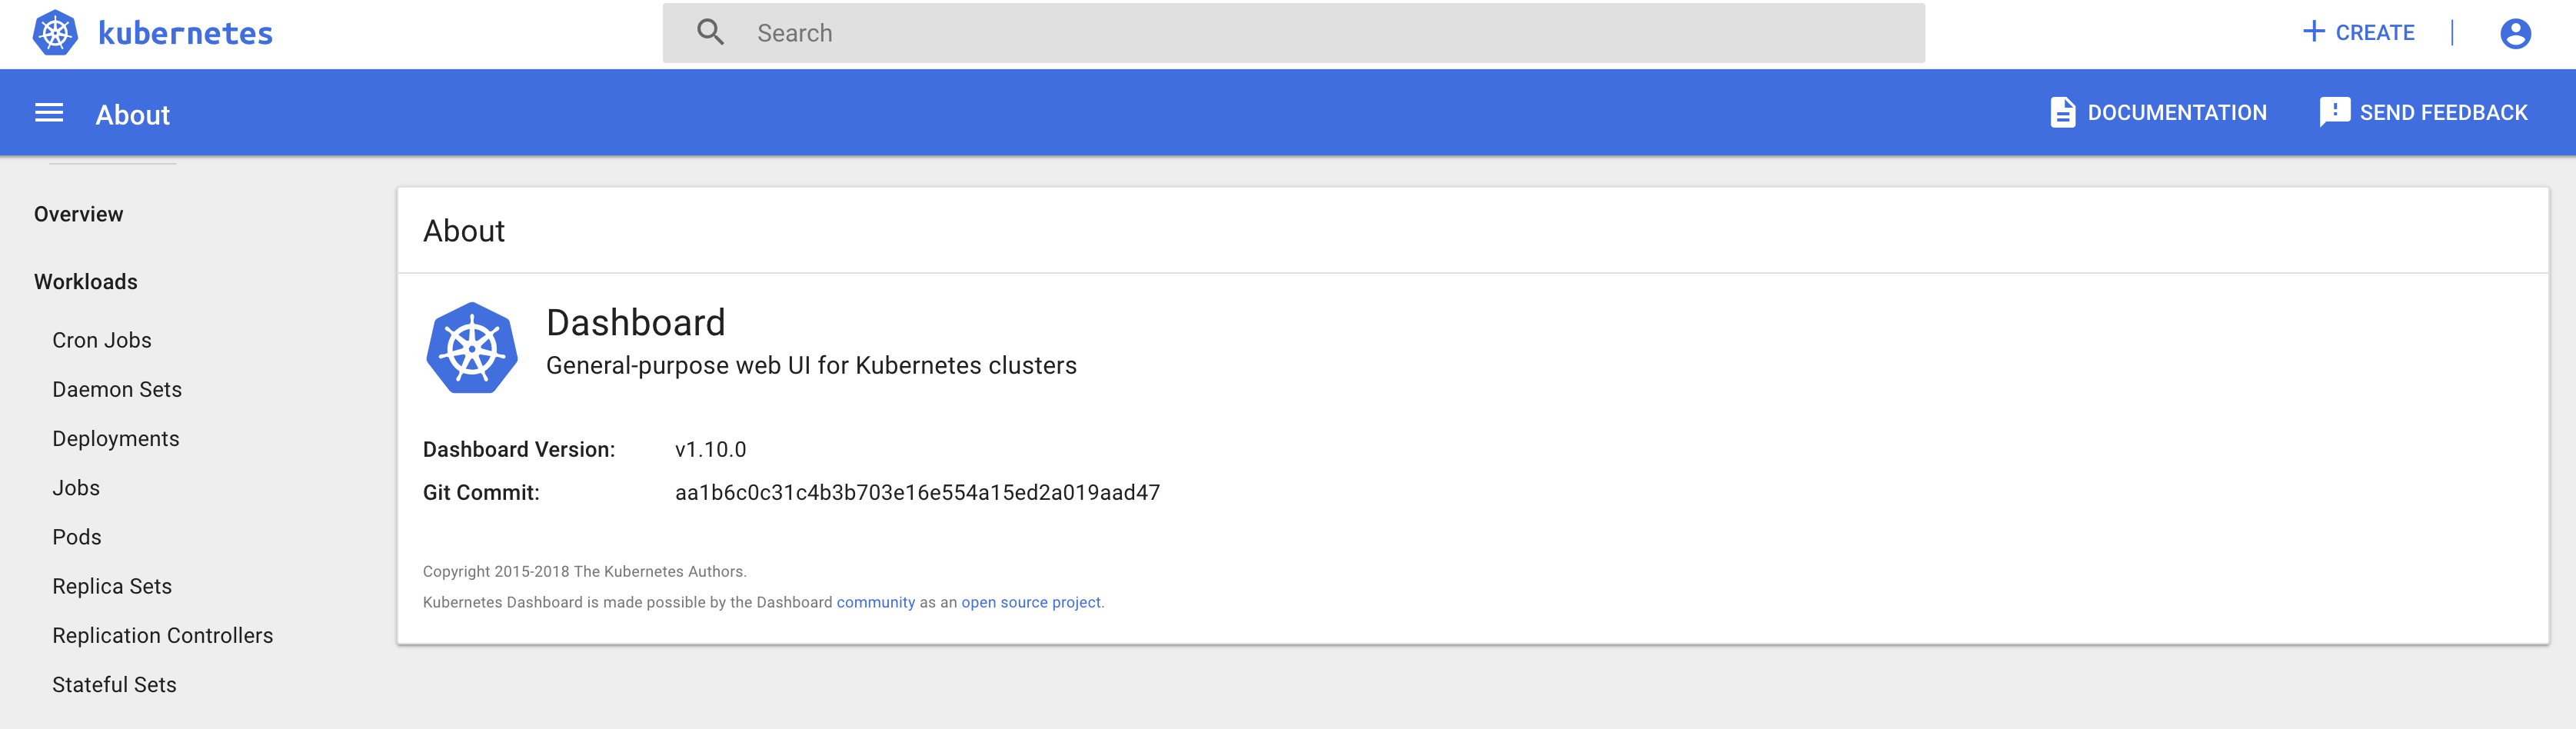 kubernetes
Search
CREATE
About
DOCUMENTATION
SEND FEEDBACK
Overview
Workloads
Cron Jobs
Daemon Sets
Deployments
Jobs
Pods
Replica Sets
Replication Controllers
Stateful Sets
About
Dashboard
General-purpose web UI for Kubernetes clusters
Dashboard Version: v1.10.0
Git Commit: aa1b6c0c31c4b3b703e16e554a15ed2a019aad47
Copyright 2015-2018 The Kubernetes Authors.
Kubernetes Dashboard is made possible by the Dashboard community as an open source project.